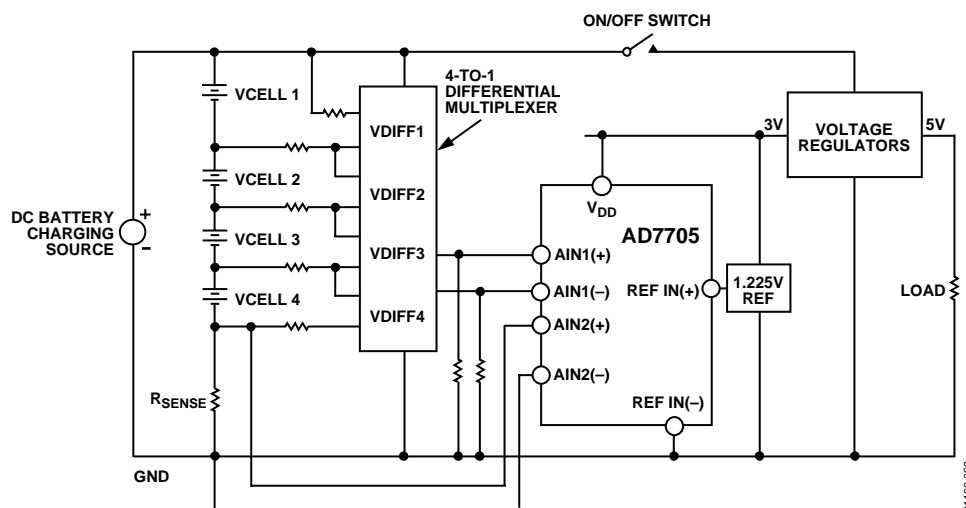 ON/OFF SWITCH
4-TO-1
DIFFERENTIAL
MULTIPLEXER
VCELL 1
VDIFF1
3V
VOLTAGE
REGULATORS
5V
VCELL 2
VDIFF2
VDD
AD7705
DC BATTERY
CHARGING
SOURCE
+
–
VCELL 3
VDIFF3
AIN1(+)
AIN1(–)
REF IN(+)
1.225V
REF
LOAD
VCELL 4
VDIFF4
AIN2(+)
AIN2(–)
RSENSE
REF IN(–)
GND